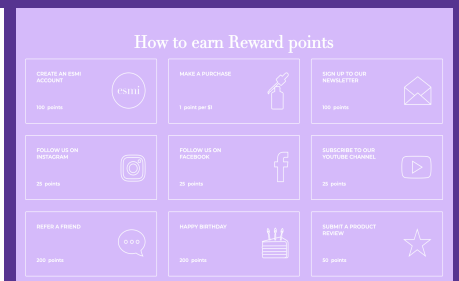 How to earn Reward points
CREATE AN ESMI
ACCOUNT
esmi
100 points
MAKE A PURCHASE
1 point per $1
SIGN UP TO OUR
NEWSLETTER
100 points
FOLLOW US ON
INSTAGRAM
25 points
FOLLOW US ON
FACEBOOK
25 points
SUBSCRIBE TO OUR
YOUTUBE CHANNEL
25 points
REFER A FRIEND
200 points
HAPPY BIRTHDAY
200 points
SUBMIT A PRODUCT
REVIEW
50 points